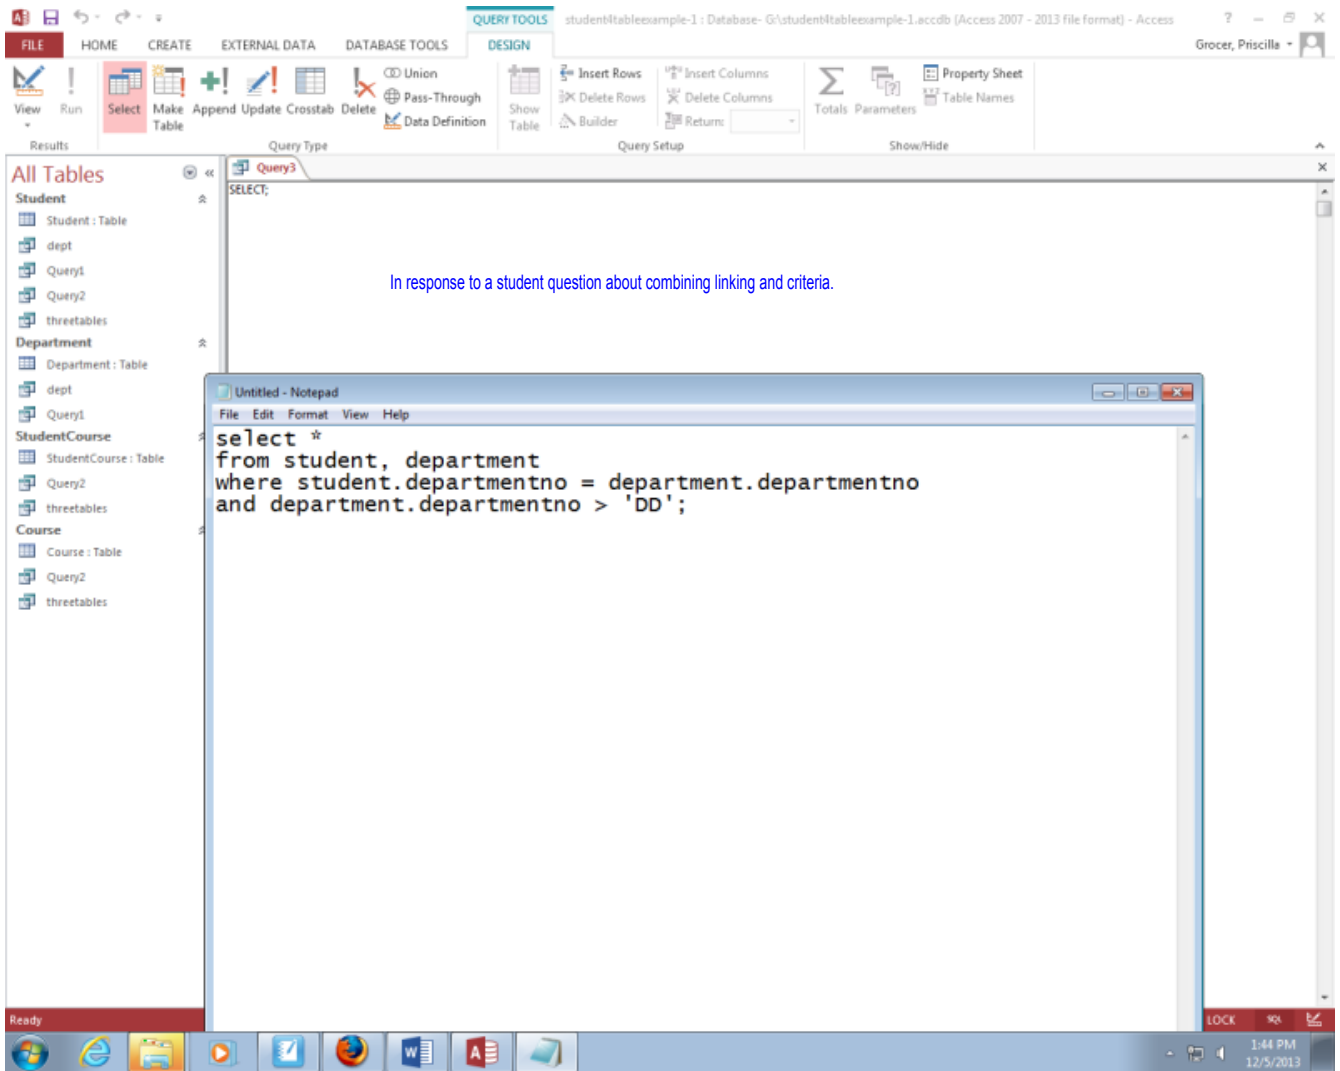 QUERY TOOLS
student4tableexample-1 : Database- G:\student4tableexample-1.accdb (Access 2007 - 2013 file format) - Access
FILE HOME CREATE EXTERNAL DATA DATABASE TOOLS DESIGN
Grocer, Priscilla
View
Run
Select
Make Table
Append
Update
Crosstab
Delete
Union
Pass-Through
Data Definition
Show Table
Insert Rows
Delete Rows
Builder
Insert Columns
Delete Columns
Return:
Totals
Parameters
Property Sheet
Table Names
Results
Query Type
Query Setup
Show/Hide
All Tables
Student
Student : Table
dept
Query1
Query2
threetables
Department
Department : Table
dept
Query1
StudentCourse
StudentCourse : Table
Query2
threetables
Course
Course : Table
Query2
threetables
Query3
SELECT;
In response to a student question about combining linking and criteria.
Untitled - Notepad
File Edit Format View Help
select *
from student, department
where student.departmentno = department.departmentno
and department.departmentno > 'DD';
Ready
LOCK
SQL
1:44 PM
12/5/2013